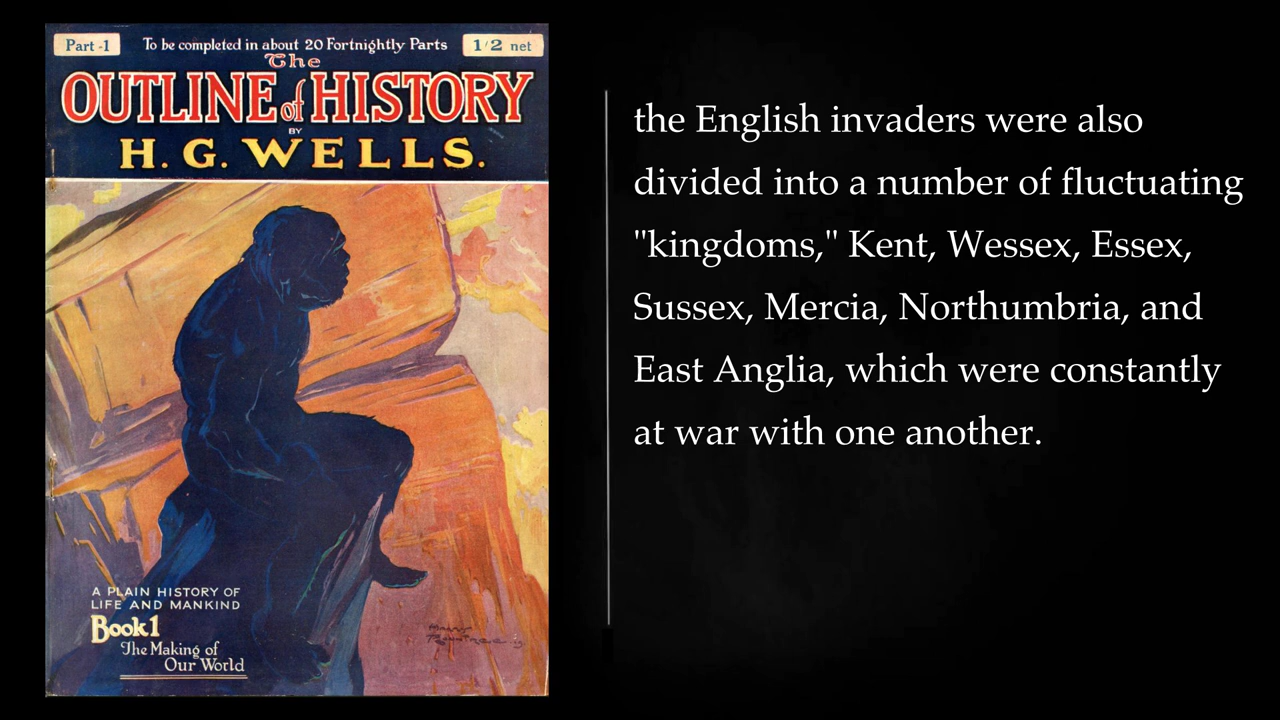 Part -1
To be completed in about 20 Fortnightly Parts
1/2 net
The
OUTLINE of HISTORY
BY
H. G. WELLS.
A PLAIN HISTORY OF
LIFE AND MANKIND
Book 1
The Making of
Our World
the English invaders were also
divided into a number of fluctuating
"kingdoms," Kent, Wessex, Essex,
Sussex, Mercia, Northumbria, and
East Anglia, which were constantly
at war with one another.